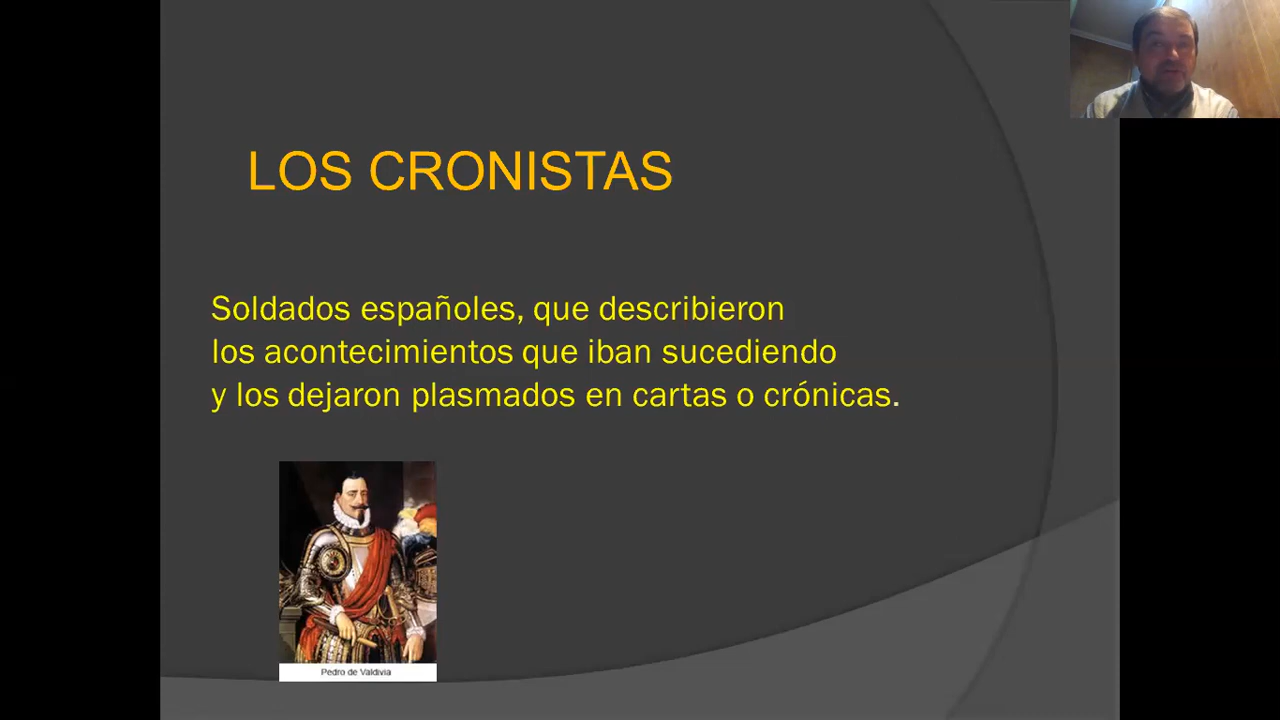 LOS CRONISTAS
Soldados españoles, que describieron
los acontecimientos que iban sucediendo
y los dejaron plasmados en cartas o crónicas.
Pedro de Valdivia